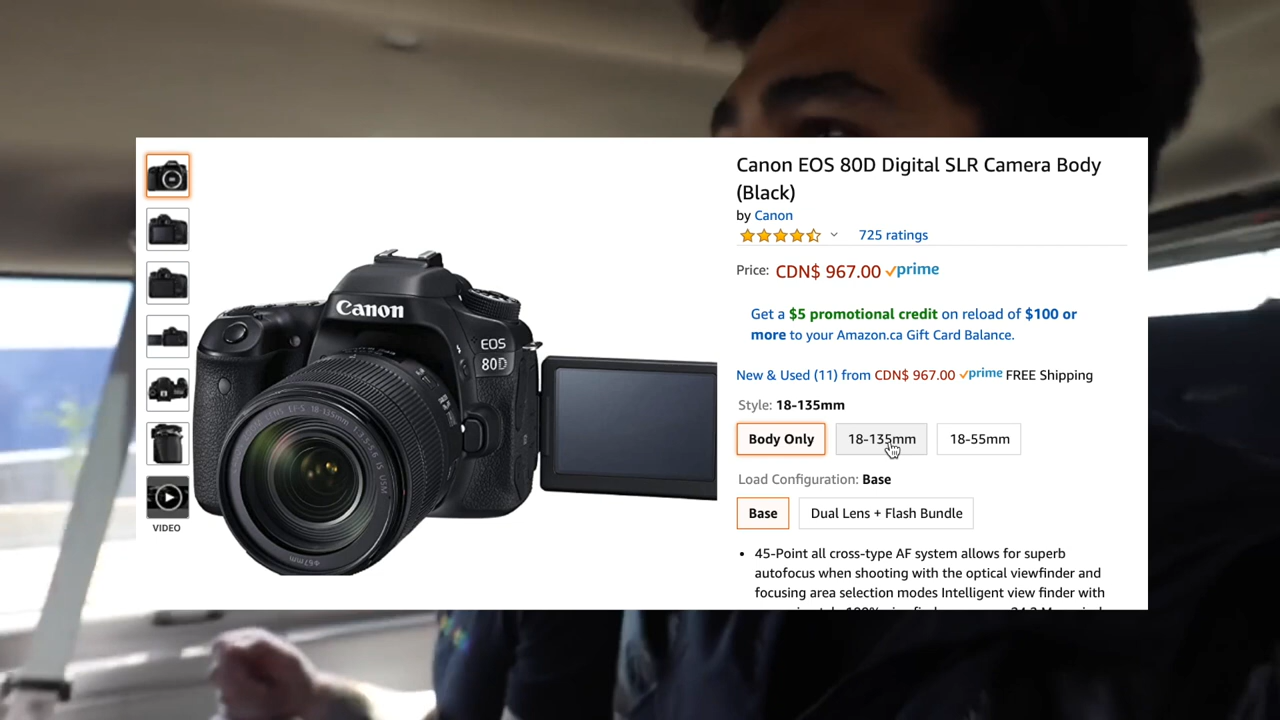 Canon EOS 80D Digital SLR Camera Body
(Black)
by Canon
725 ratings
Price: CDN$ 967.00 prime
Get a $5 promotional credit on reload of $100 or
more to your Amazon.ca Gift Card Balance.
New & Used (11) from CDN$ 967.00 prime FREE Shipping
Style: 18-135mm
Body Only 18-135mm 18-55mm
Load Configuration: Base
Base Dual Lens + Flash Bundle
• 45-Point all cross-type AF system allows for superb
autofocus when shooting with the optical viewfinder and
focusing area selection modes Intelligent view finder with
VIDEO
Canon
EOS
80D